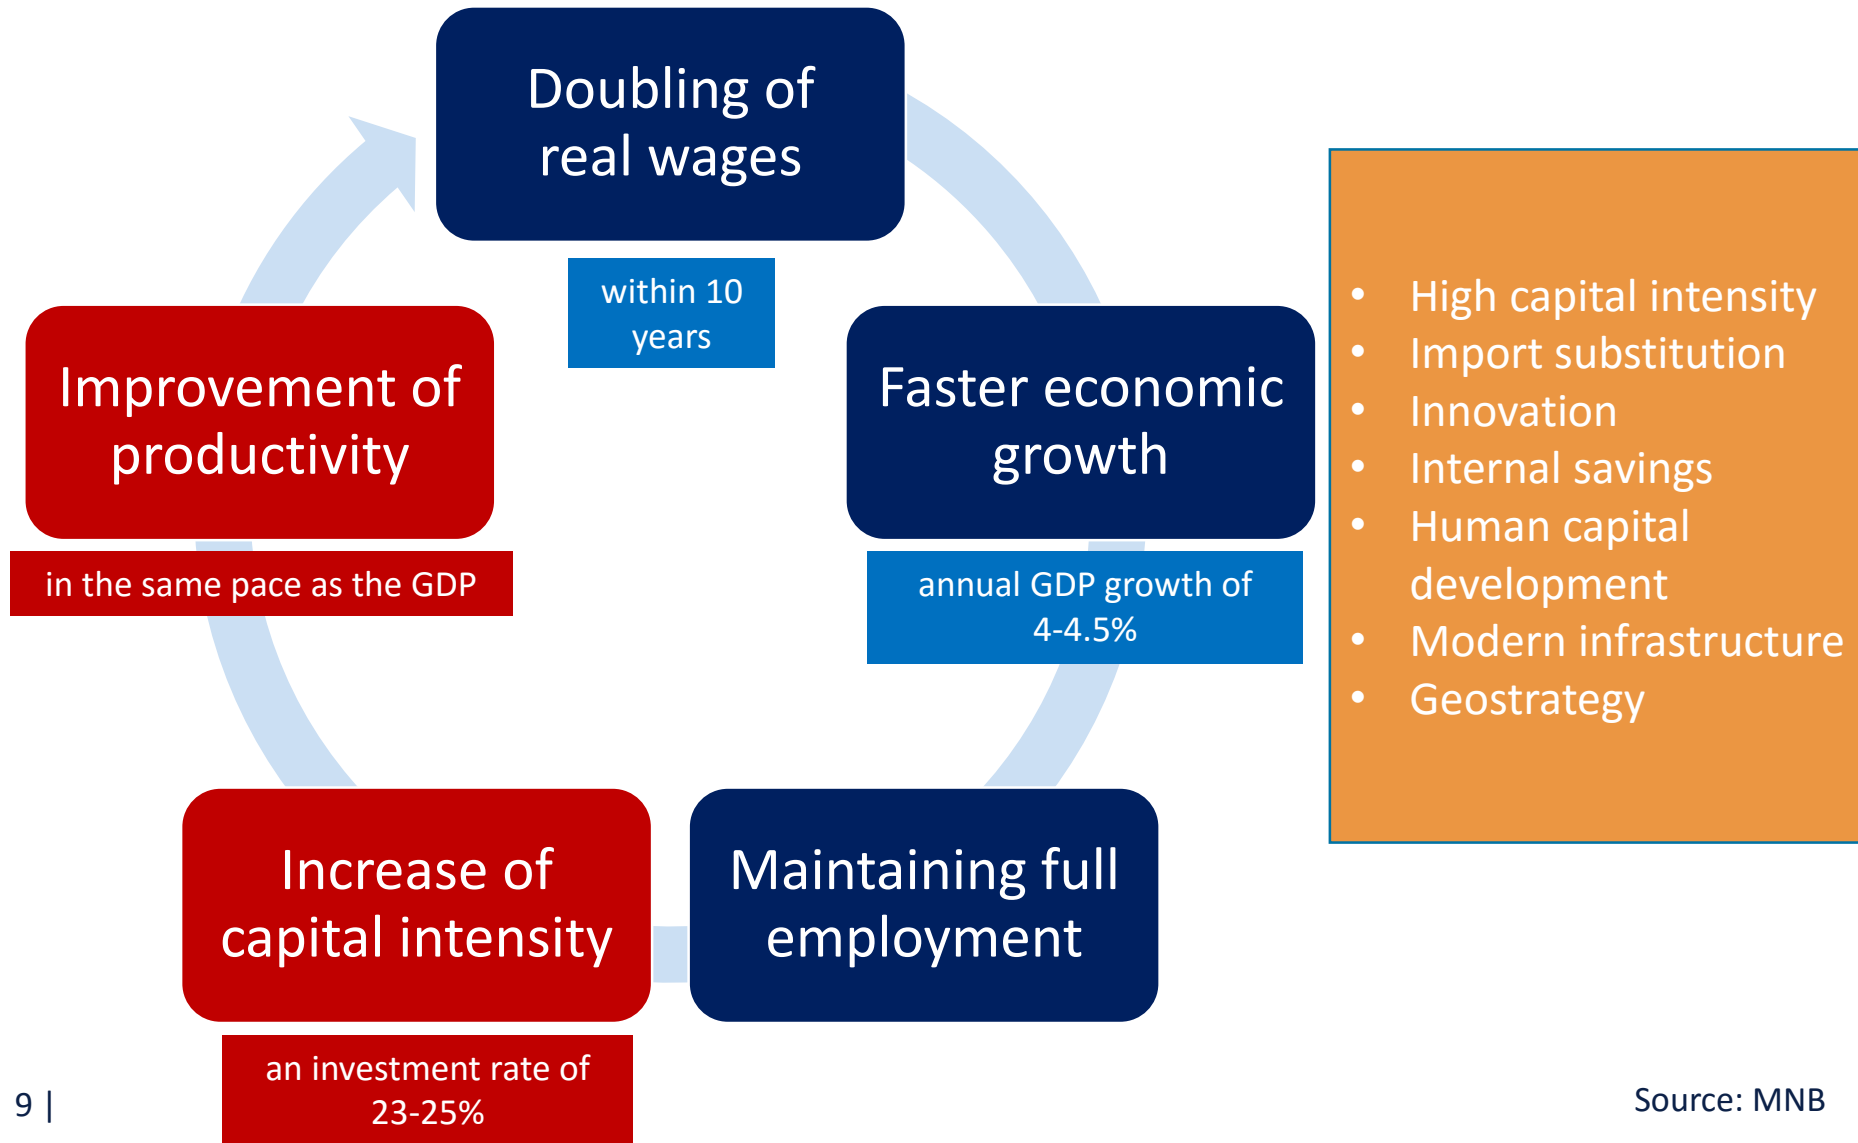 Doubling of
real wages
within 10
years
Faster economic
growth
annual GDP growth of
4-4.5%
Maintaining full
employment
Increase of
capital intensity
an investment rate of
23-25%
Improvement of
productivity
in the same pace as the GDP
• High capital intensity
• Import substitution
• Innovation
• Internal savings
• Human capital
development
• Modern infrastructure
• Geostrategy
9 |
Source: MNB